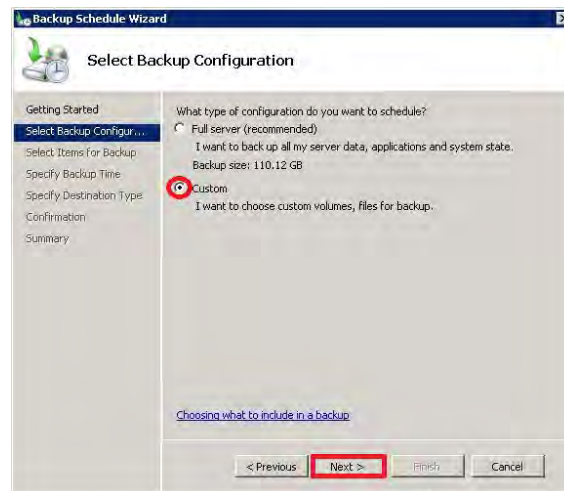 Backup Schedule Wizard
Select Backup Configuration
Getting Started
Select Backup Configur...
Select Items for Backup
Specify Backup Time
Specify Destination Type
Confirmation
Summary
What type of configuration do you want to schedule?
Full server (recommended)
I want to back up all my server data, applications and system state.
Backup size: 110.12 GB
Custom
I want to choose custom volumes, files for backup.
Choosing what to include in a backup
< Previous Next > Finish Cancel